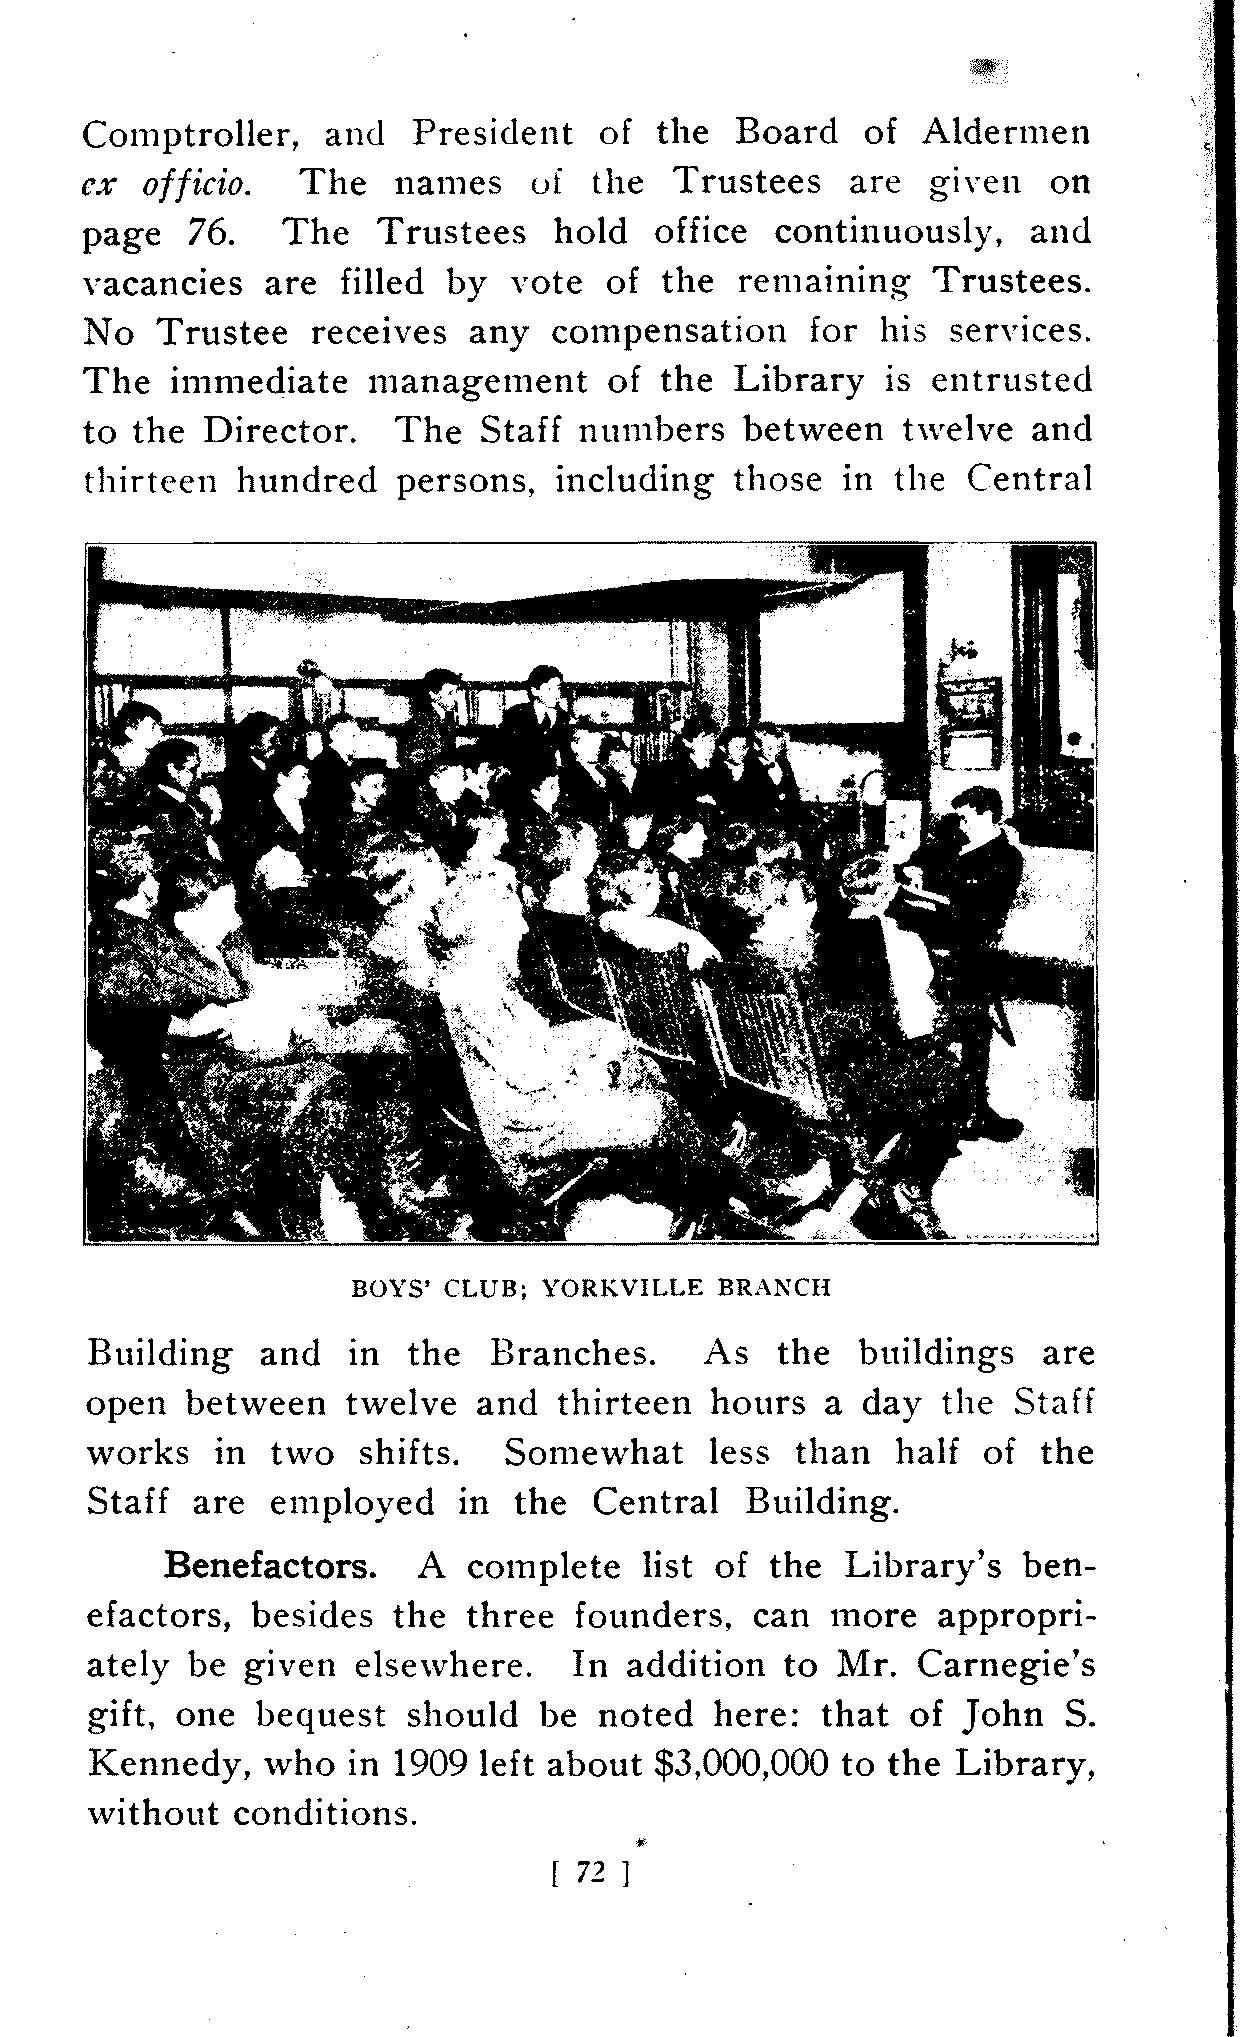 Comptroller, and President of the Board of Aldermen
ex officio. The names of the Trustees are given on
page 76. The Trustees hold office continuously, and
vacancies are filled by vote of the remaining Trustees.
No Trustee receives any compensation for his services.
The immediate management of the Library is entrusted
to the Director. The Staff numbers between twelve and
thirteen hundred persons, including those in the Central
BOYS' CLUB; YORKVILLE BRANCH
Building and in the Branches. As the buildings are
open between twelve and thirteen hours a day the Staff
works in two shifts. Somewhat less than half of the
Staff are employed in the Central Building.
Benefactors. A complete list of the Library's ben-
efactors, besides the three founders, can more appropri-
ately be given elsewhere. In addition to Mr. Carnegie's
gift, one bequest should be noted here: that of John S.
Kennedy, who in 1909 left about $3,000,000 to the Library,
without conditions.
[ 72 ]